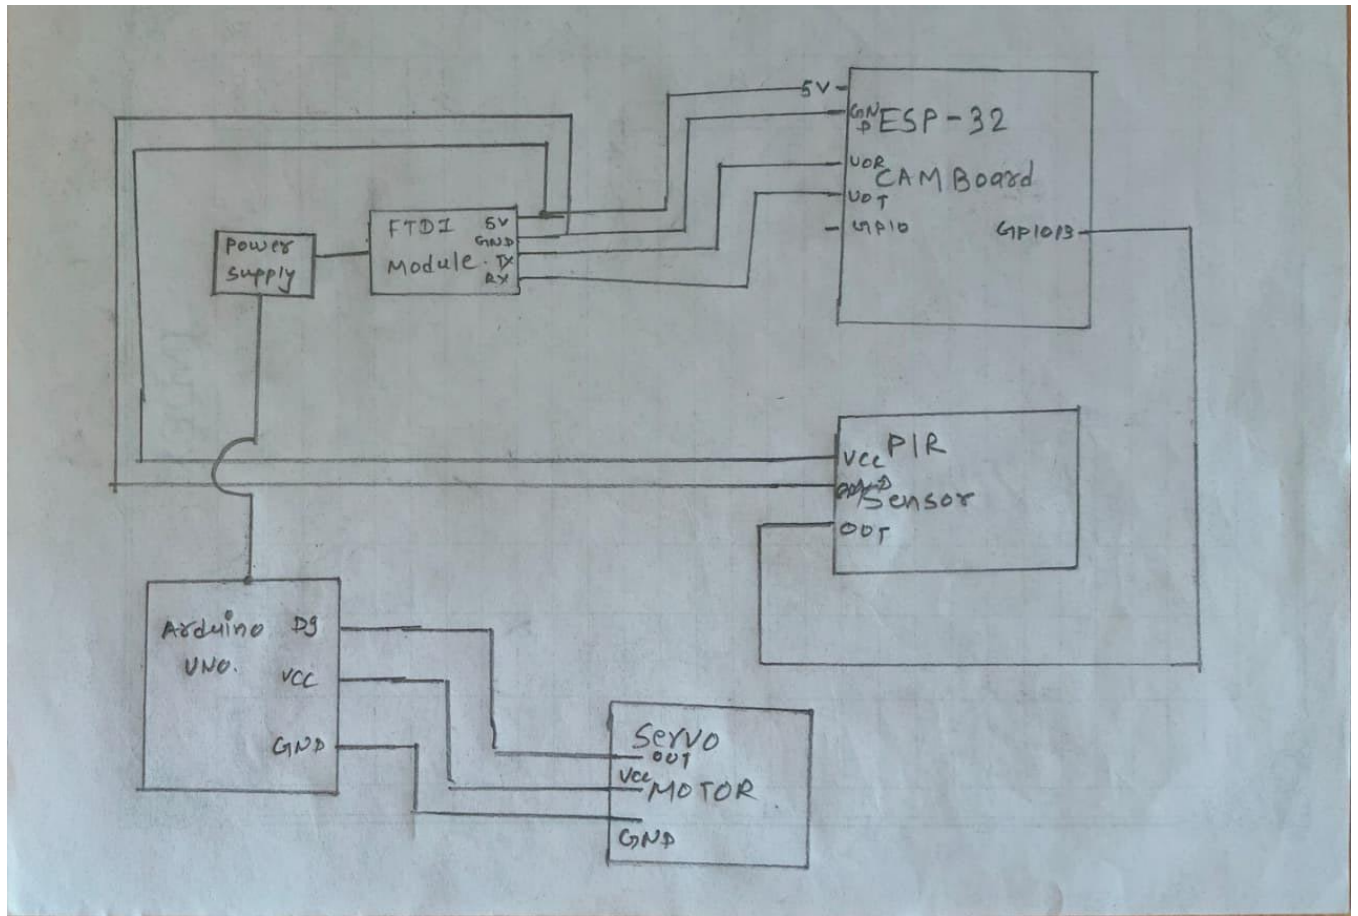 5V
GND
ESP-32
UOR
CAM Board
UOT
GPIO
GPIO13
FTDI
5V
GND
Module.
TX
RX
Power
supply
VCC
PIR
Sensor
OUT
Arduino
D9
UNO.
VCC
GND
Servo
OUT
VCC
MOTOR
GND